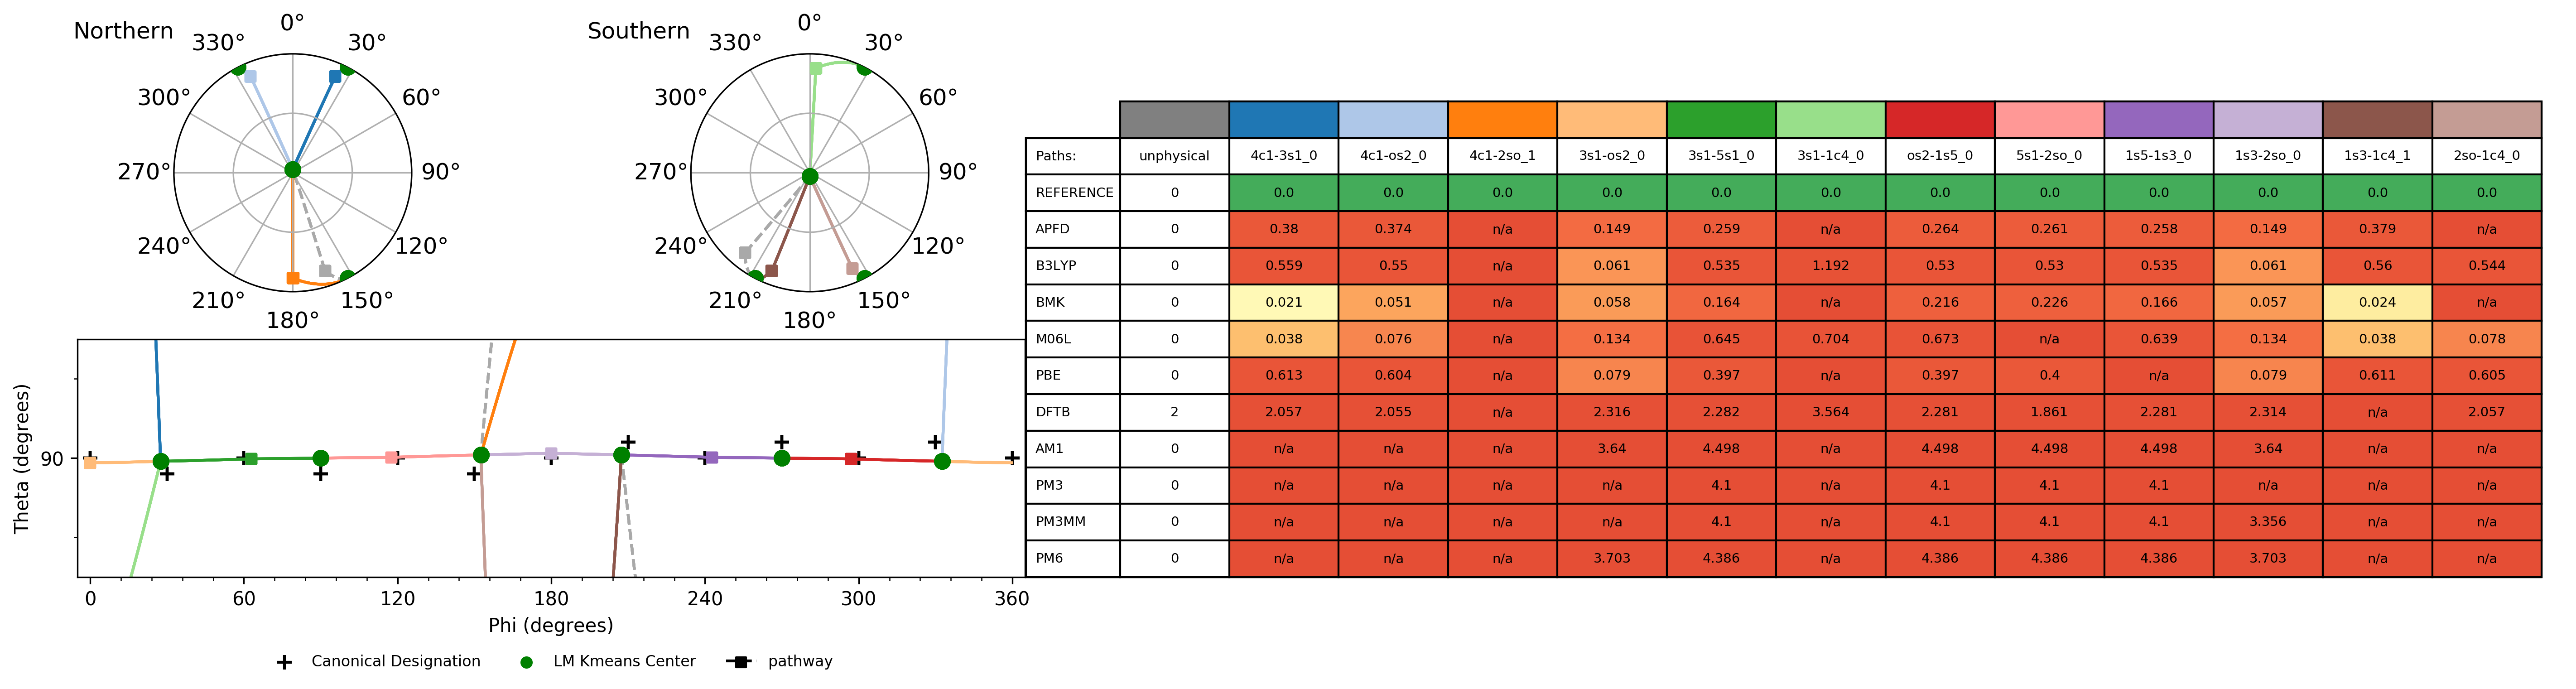 Northern
0°
30°
60°
90°
120°
150°
180°
210°
240°
270°
300°
330°
Southern
0°
30°
60°
90°
120°
150°
180°
210°
240°
270°
300°
330°
Theta (degrees)
90
0 60 120 180 240 300 360
Phi (degrees)
Canonical Designation LM Kmeans Center pathway
Paths: unphysical 4c1-3s1_0 4c1-os2_0 4c1-2so_1 3s1-os2_0 3s1-5s1_0 3s1-1c4_0 os2-1s5_0 5s1-2so_0 1s5-1s3_0 1s3-2so_0 1s3-1c4_1 2so-1c4_0
REFERENCE 0 0.0 0.0 0.0 0.0 0.0 0.0 0.0 0.0 0.0 0.0 0.0 0.0
APFD 0 0.38 0.374 n/a 0.149 0.259 n/a 0.264 0.261 0.258 0.149 0.379 n/a
B3LYP 0 0.559 0.55 n/a 0.061 0.535 1.192 0.53 0.53 0.535 0.061 0.56 0.544
BMK 0 0.021 0.051 n/a 0.058 0.164 n/a 0.216 0.226 0.166 0.057 0.024 n/a
M06L 0 0.038 0.076 n/a 0.134 0.645 0.704 0.673 n/a 0.639 0.134 0.038 0.078
PBE 0 0.613 0.604 n/a 0.079 0.397 n/a 0.397 0.4 n/a 0.079 0.611 0.605
DFTB 2 2.057 2.055 n/a 2.316 2.282 3.564 2.281 1.861 2.281 2.314 n/a 2.057
AM1 0 n/a n/a n/a 3.64 4.498 n/a 4.498 4.498 4.498 3.64 n/a n/a
PM3 0 n/a n/a n/a n/a 4.1 n/a 4.1 4.1 4.1 n/a n/a n/a
PM3MM 0 n/a n/a n/a n/a 4.1 n/a 4.1 4.1 4.1 3.356 n/a n/a
PM6 0 n/a n/a n/a 3.703 4.386 n/a 4.386 4.386 4.386 3.703 n/a n/a